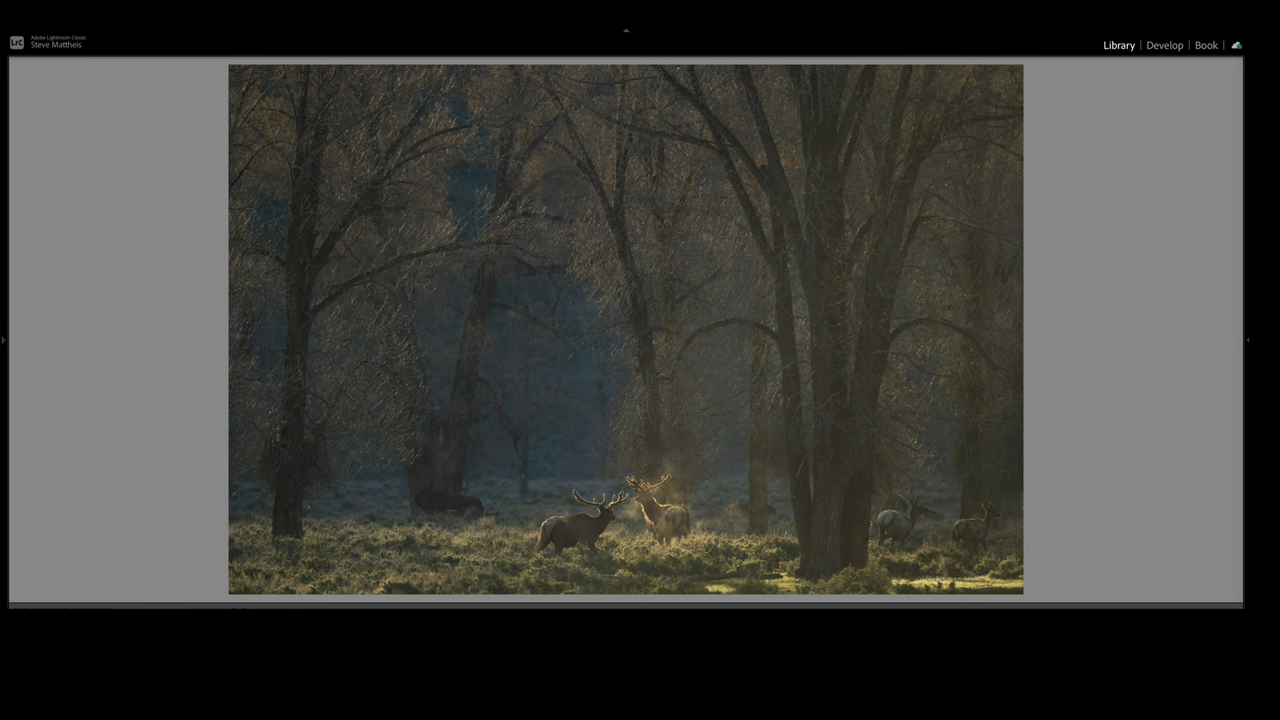 LrC
Adobe Lightroom Classic
Steve Mattheis
Library | Develop | Book |